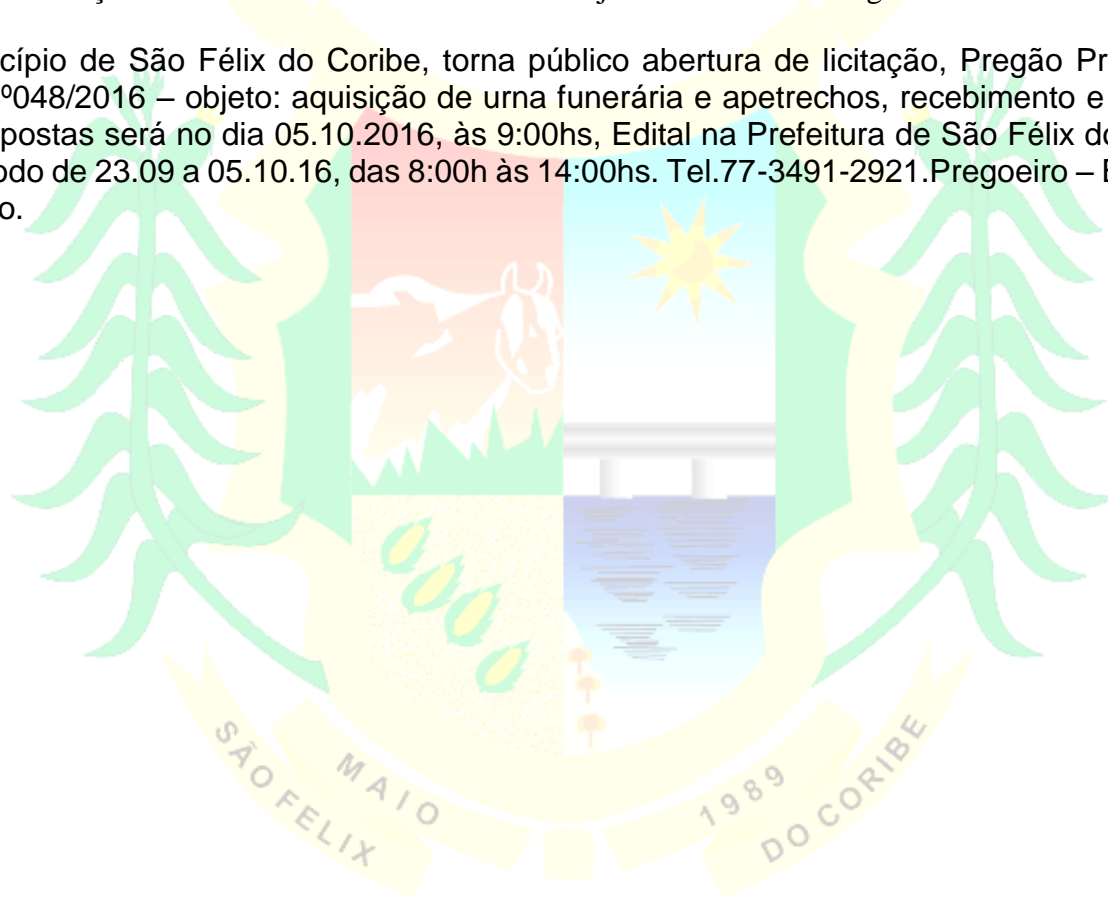 cípio de São Félix do Coribe, torna público abertura de licitação, Pregão Pr
º048/2016 – objeto: aquisição de urna funerária e apetrechos, recebimento e
postas será no dia 05.10.2016, às 9:00hs, Edital na Prefeitura de São Félix do
odo de 23.09 a 05.10.16, das 8:00h às 14:00hs. Tel.77-3491-2921.Pregoeiro – E
o.
SÃO FELIX MAIO 1989 DO CORIBE